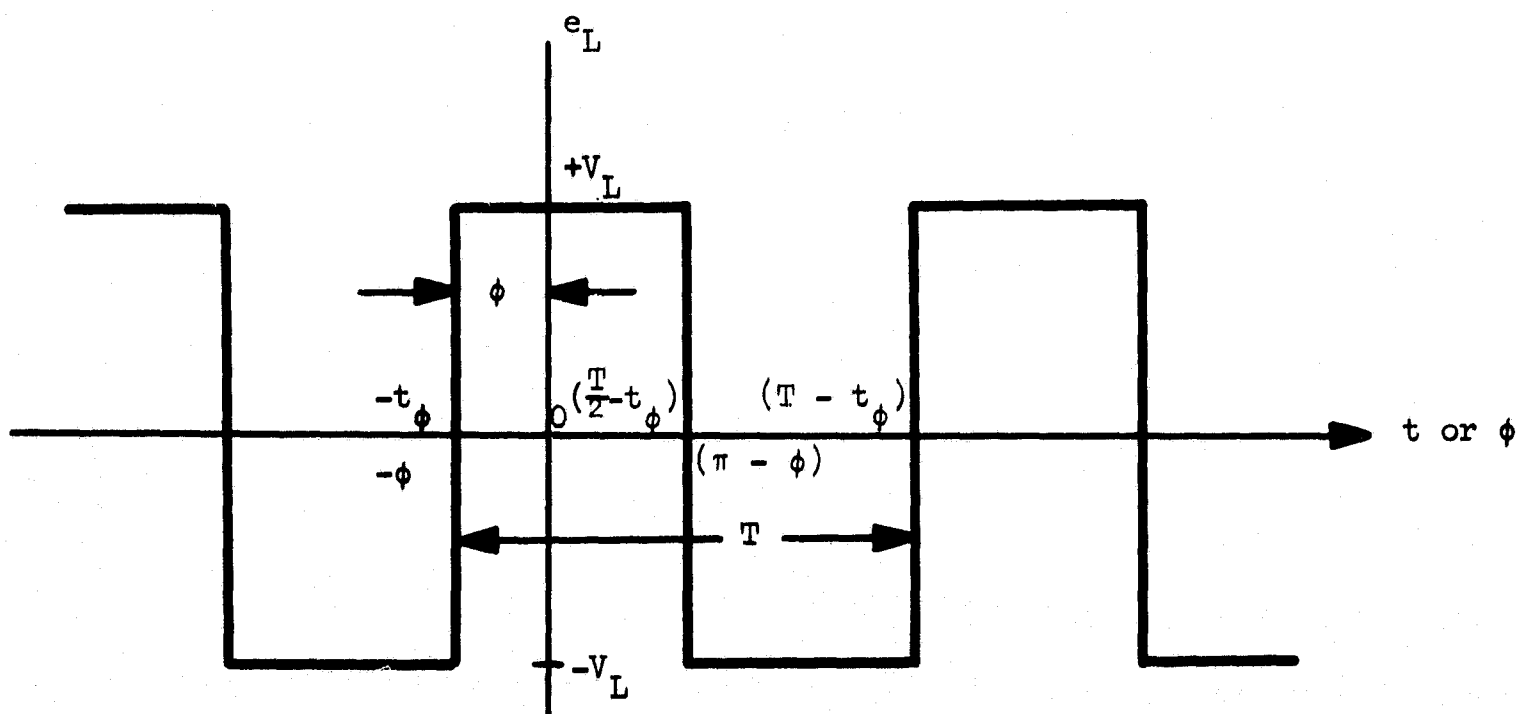 e_L
+V_L
ϕ
-t_ϕ
0
(T/2 - t_ϕ)
(T - t_ϕ)
t or ϕ
-ϕ
(π - ϕ)
T
-V_L